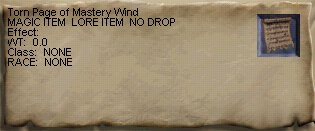 Torn Page of Mastery Wind
MAGIC ITEM  LORE ITEM  NO DROP
Effect:
WT:  0.0
Class:  NONE
RACE:  NONE